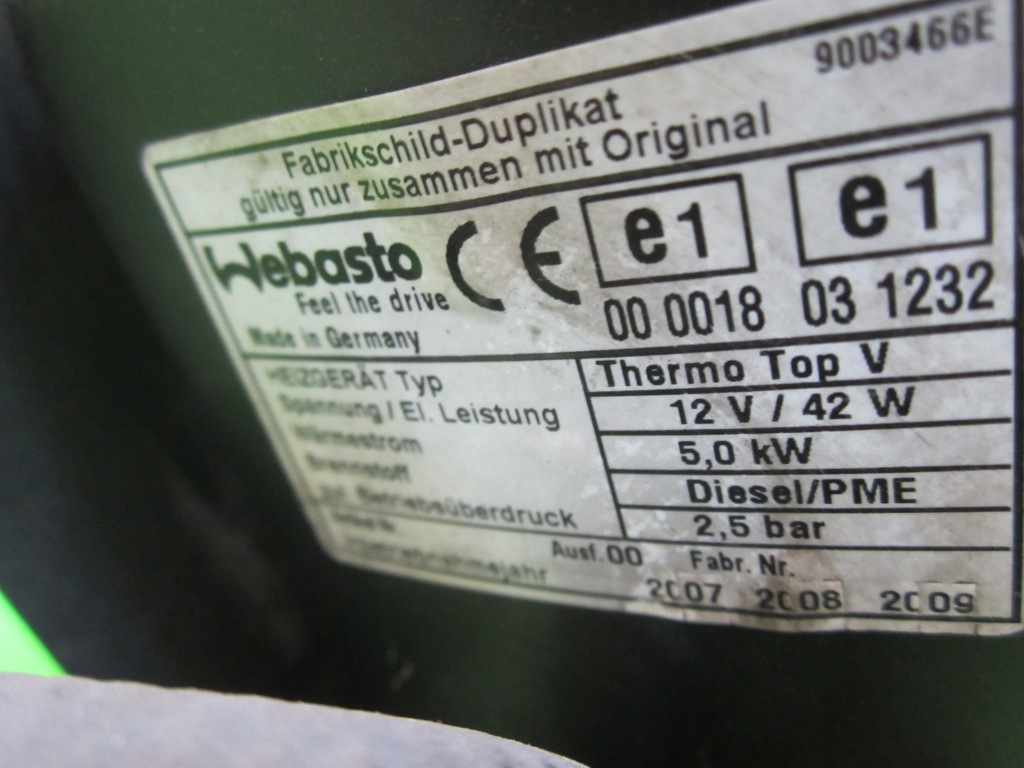 9003466E
Fabrikschild-Duplikat
gültig nur zusammen mit Original
Webasto
Feel the drive
Made in Germany
CE
e1 e1
00 0018 03 1232
HEIZGERÄT Typ Thermo Top V
Spannung / El. Leistung 12 V / 42 W
Wärmestrom 5,0 kW
Brennstoff Diesel/PME
zul. Betriebsüberdruck 2,5 bar
Ausf.00 Fabr. Nr.
2007 2008 2009